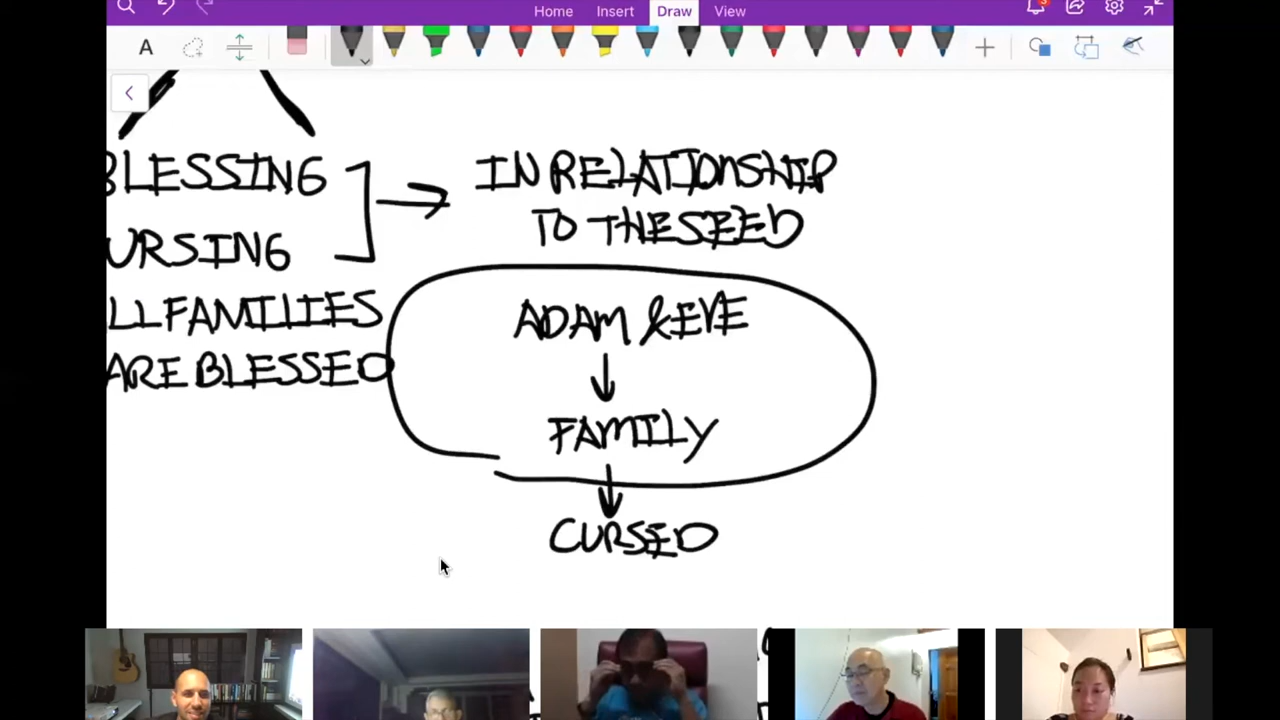 Home Insert Draw View
A
BLESSING
URSING
LL FAMILIES
ARE BLESSED
IN RELATIONSHIP
TO THE SEED
ADAM & EVE
FAMILY
CURSED